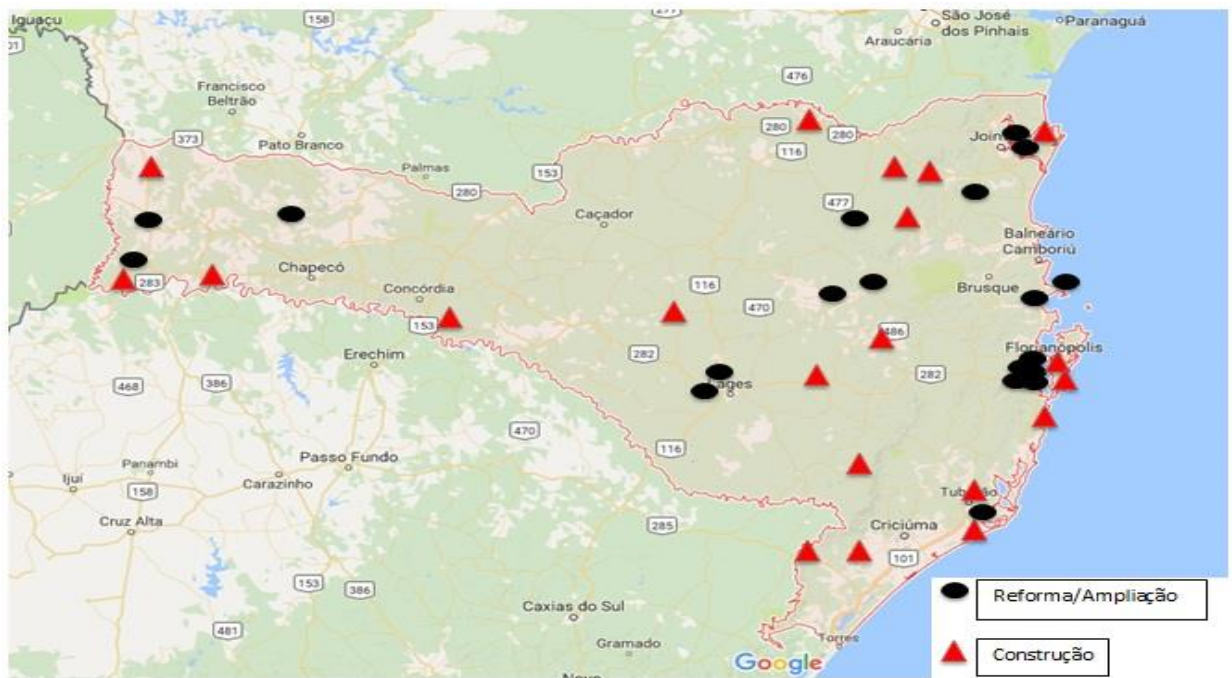 Iguaçu
158
277
São José
dos Pinhais
Paranaguá
Araucária
476
Francisco
Beltrão
373
Pato Branco
280
280
116
Palmas
153
280
Caçador
477
Balneário
Camboriú
Chapecó
283
Concórdia
116
470
Brusque
153
486
Erechim
282
Florianópolis
282
468
386
Lages
470
116
Passo Fundo
Panambi
Ijuí
158
Carazinho
Cruz Alta
285
Criciúma
101
153
386
Caxias do Sul
481
Gramado
Torres
Google
Reforma/Ampliação
Construção